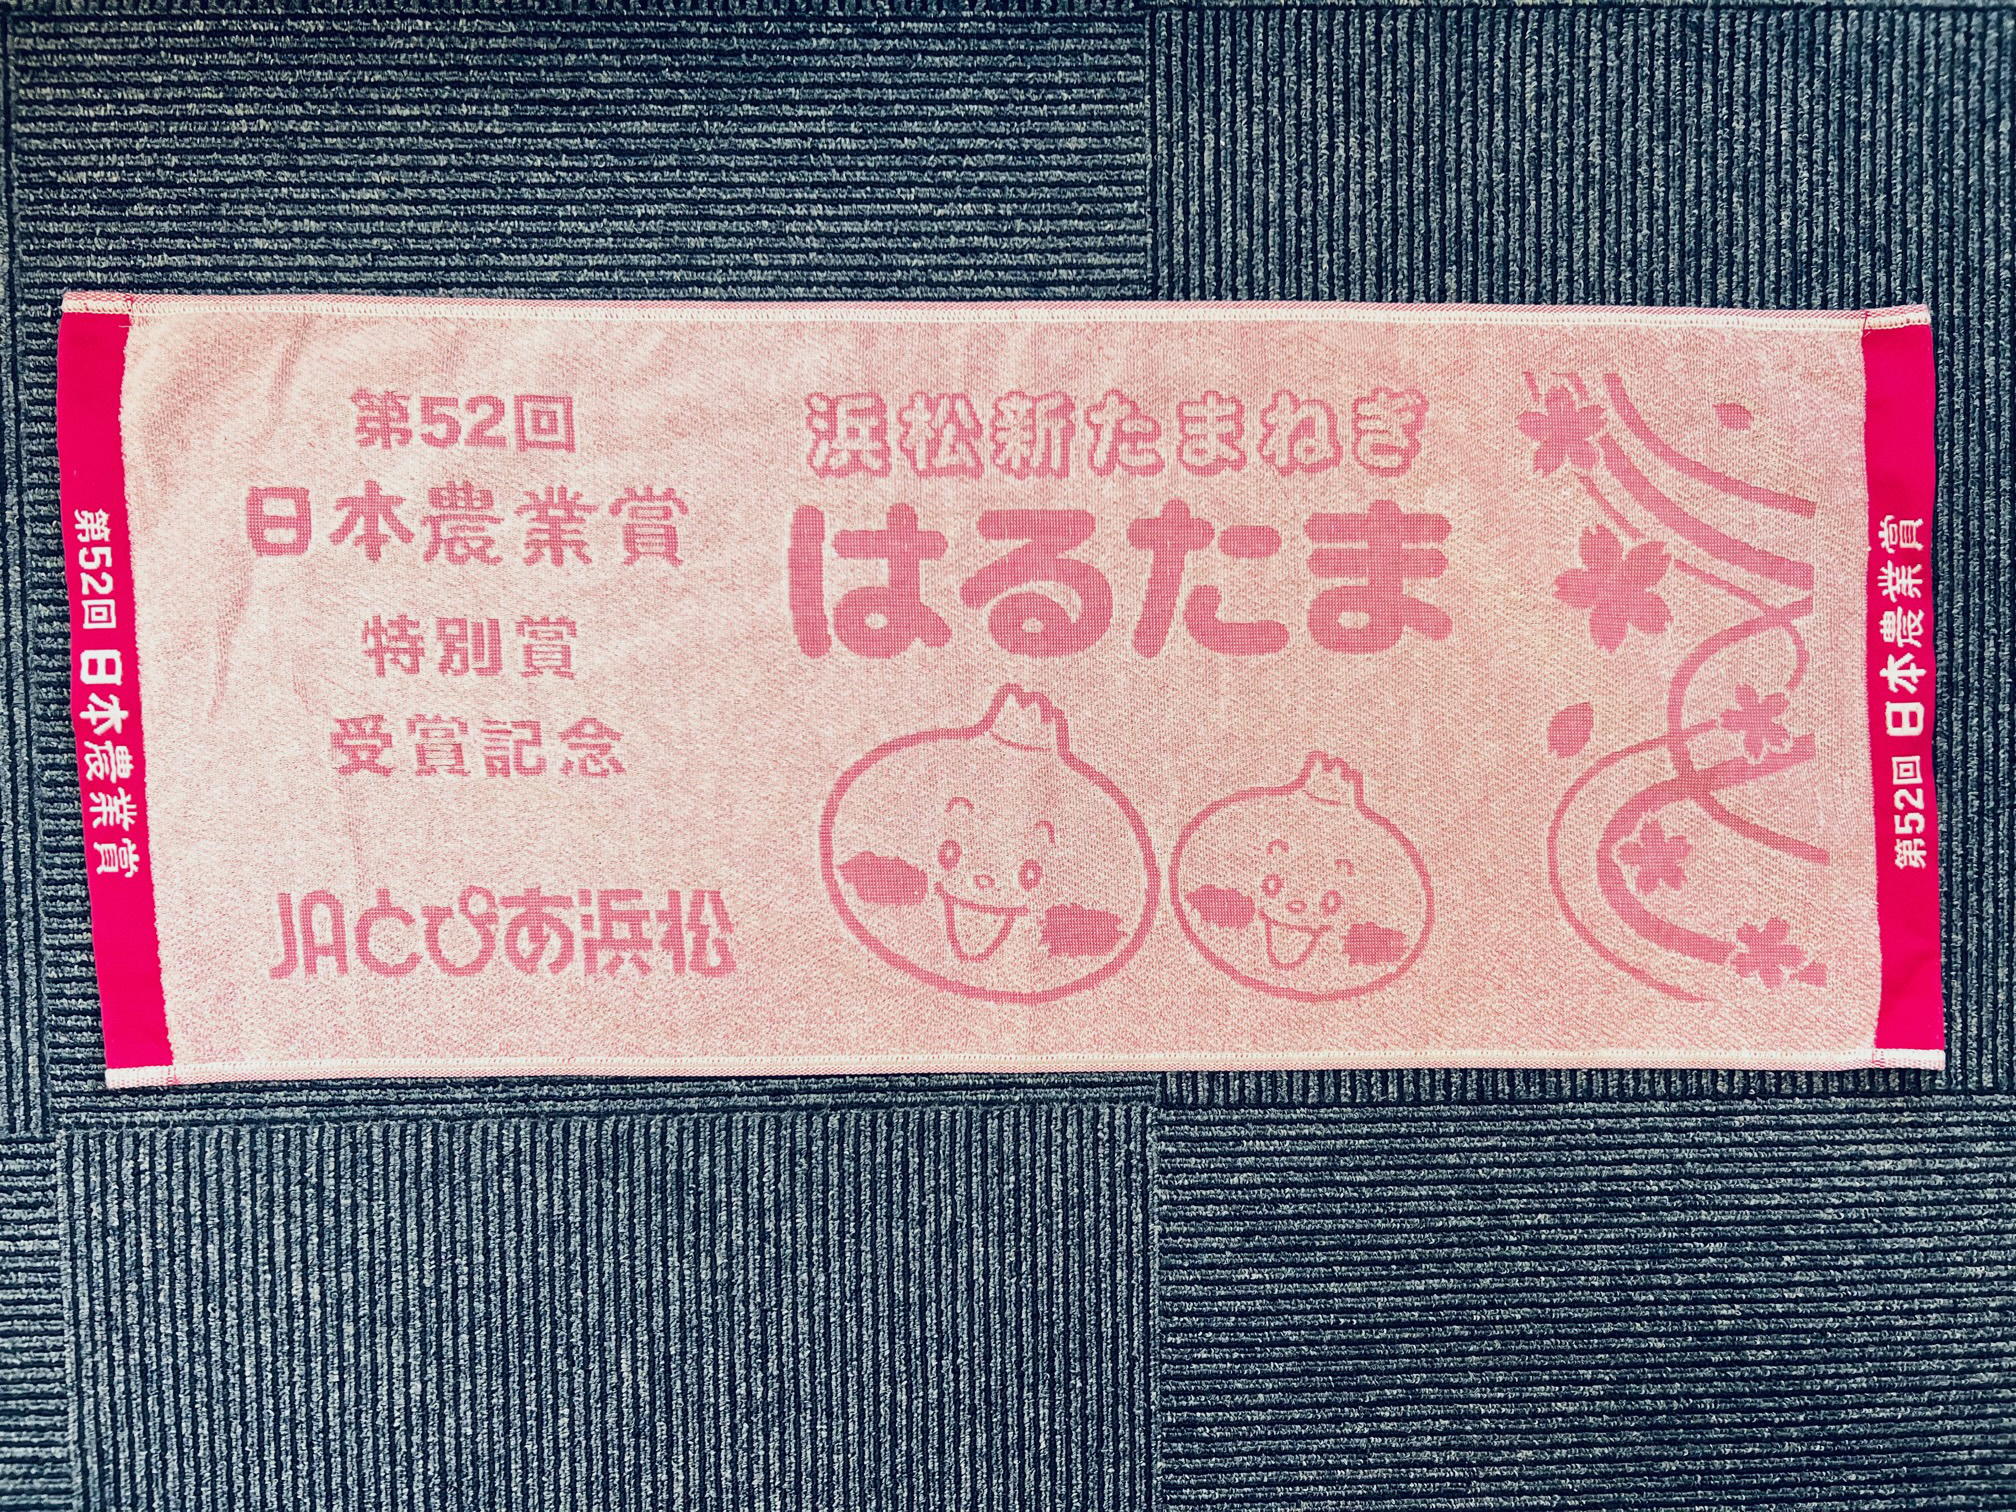 第52回 日本農業賞
第52回
日本農業賞
特別賞
受賞記念
JAとぴあ浜松
浜松新たまねぎ
はるたま
第52回 日本農業賞